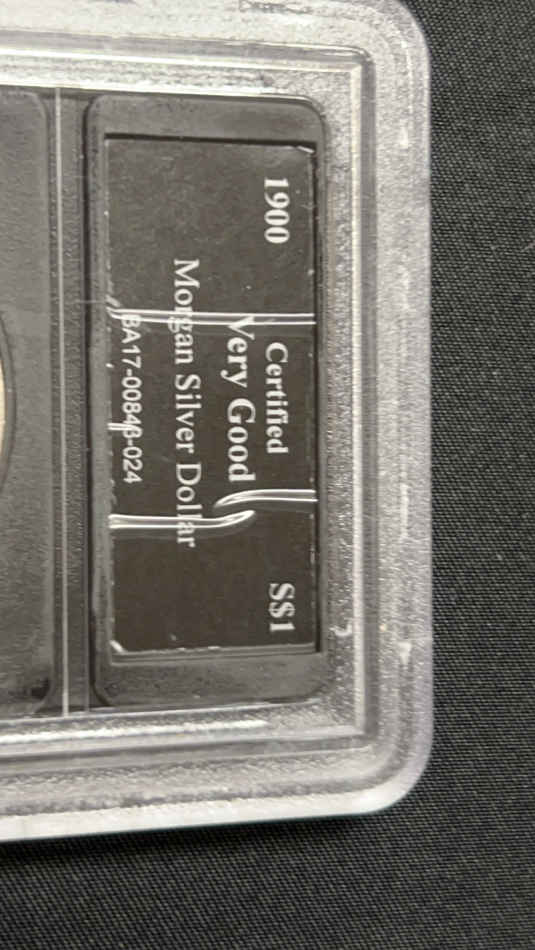 1900 Certified S$1
Very Good
Morgan Silver Dollar
BA17-00848-024